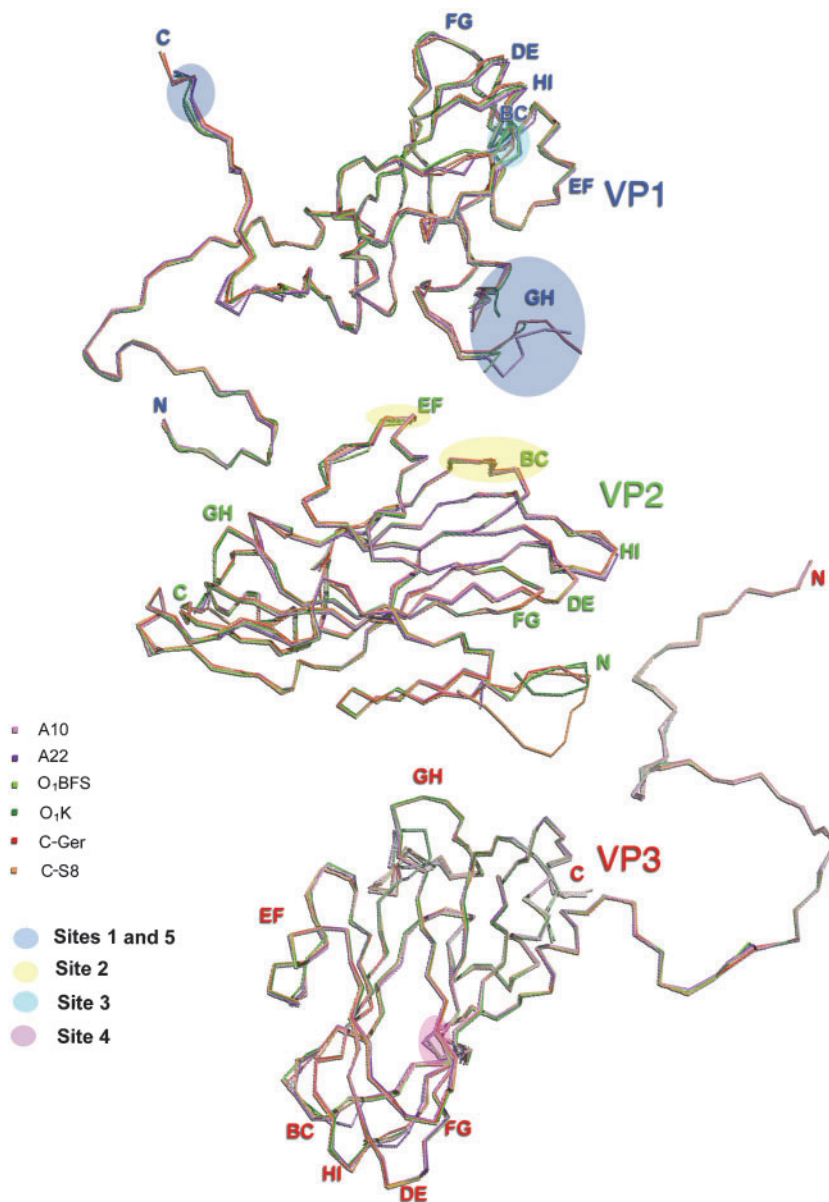 C
FG
DE
HI
BC
EF
VP1
GH
N
EF
BC
VP2
GH
HI
C
DE
FG
N
N
A10
A22
O₁BFS
O₁K
C-Ger
C-S8
GH
VP3
C
EF
Sites 1 and 5
Site 2
Site 3
Site 4
BC
FG
HI
DE